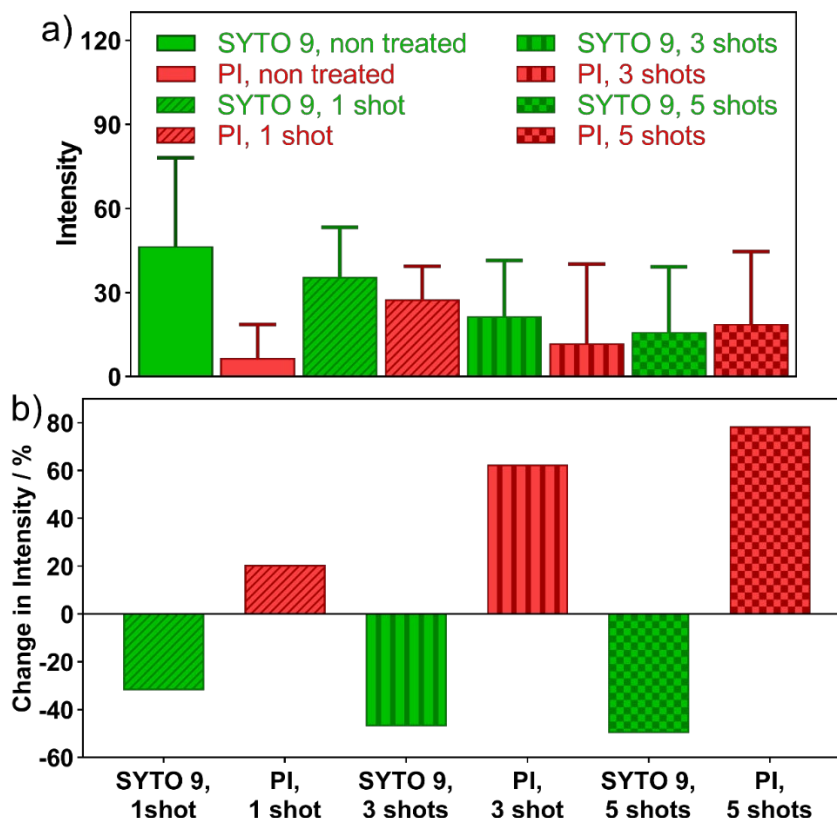 a)
120
90
60
30
0
Intensity
SYTO 9, non treated
PI, non treated
SYTO 9, 1 shot
PI, 1 shot
SYTO 9, 3 shots
PI, 3 shots
SYTO 9, 5 shots
PI, 5 shots
b)
80
60
40
20
0
-20
-40
-60
Change in Intensity / %
SYTO 9, PI, SYTO 9, PI, SYTO 9, PI,
1shot 1 shot 3 shots 3 shot 5 shots 5 shots